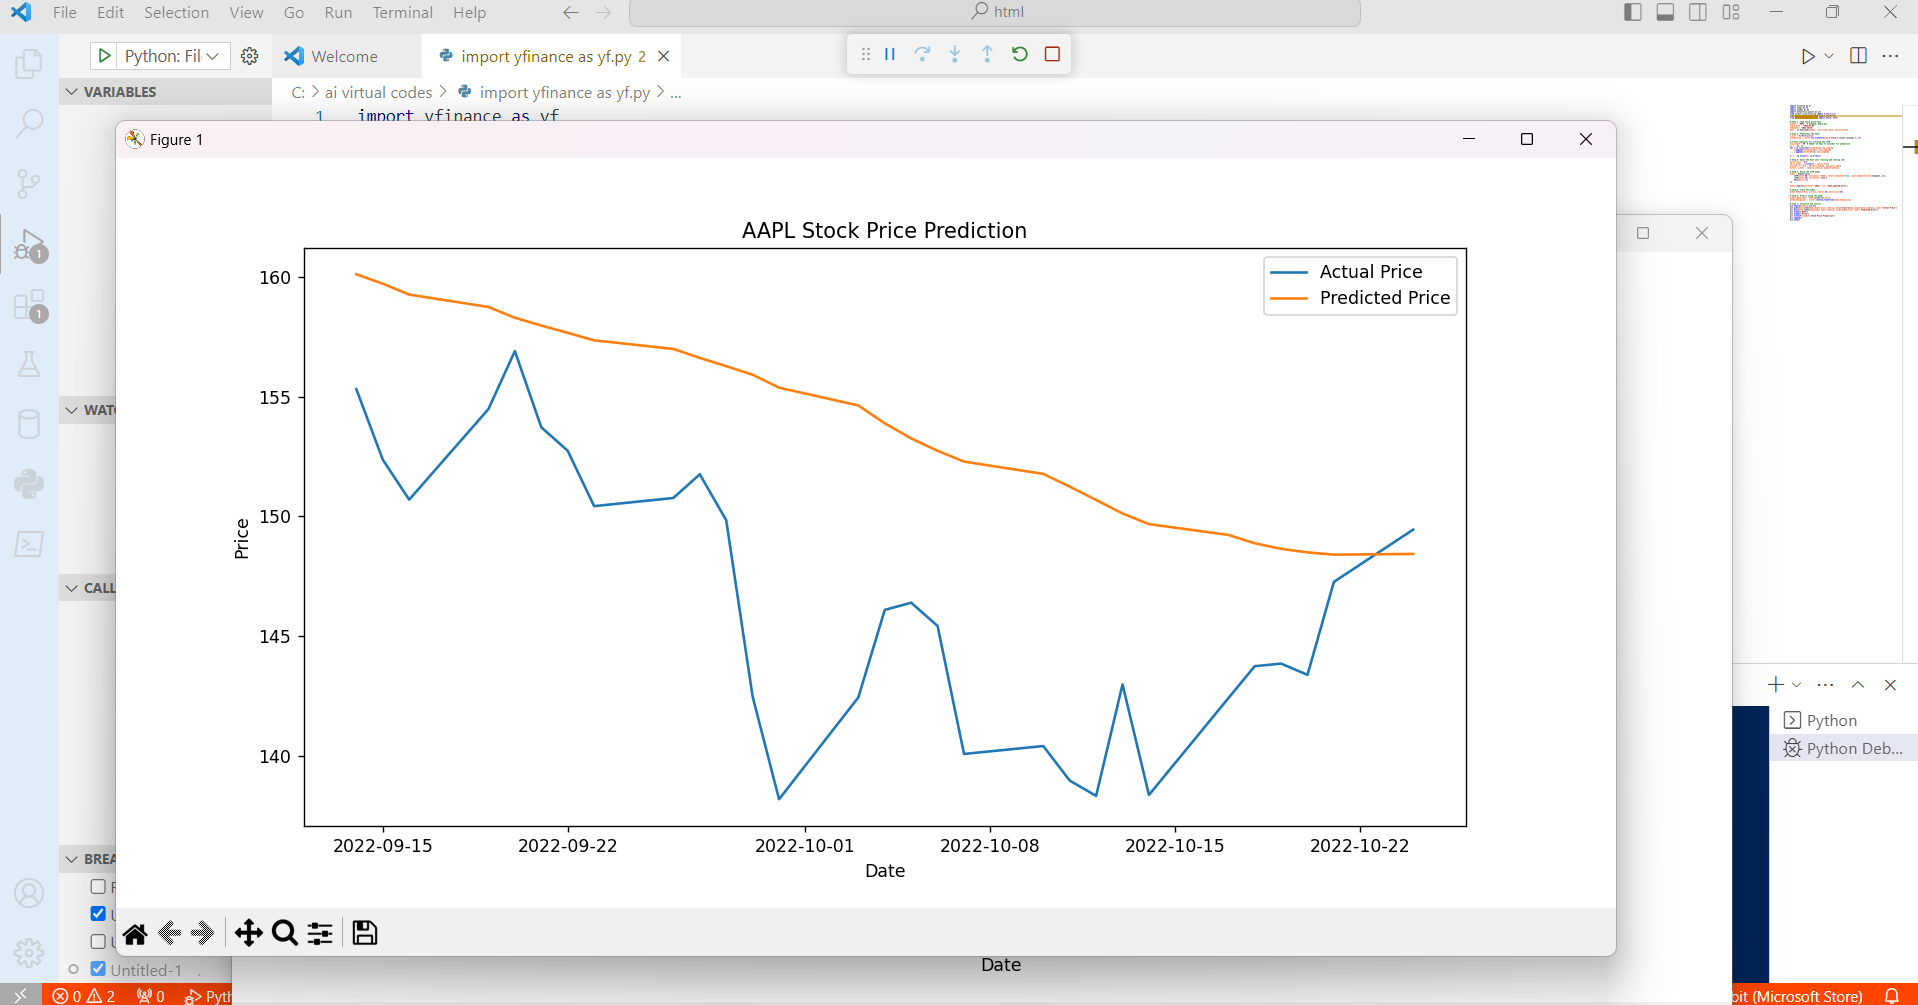 File Edit Selection View Go Run Terminal Help
html
Python: Fil
Welcome
import yfinance as yf.py 2
VARIABLES
C: > ai virtual codes > import yfinance as yf.py > ...
1 import yfinance as yf
Figure 1
AAPL Stock Price Prediction
Actual Price
Predicted Price
160
155
150
145
140
Price
2022-09-15 2022-09-22 2022-10-01 2022-10-08 2022-10-15 2022-10-22
Date
1
1
WATC
CALL
BREA
Untitled-1 .
Date
Python
Python Deb...
0 2 0 Pyth
bit (Microsoft Store)